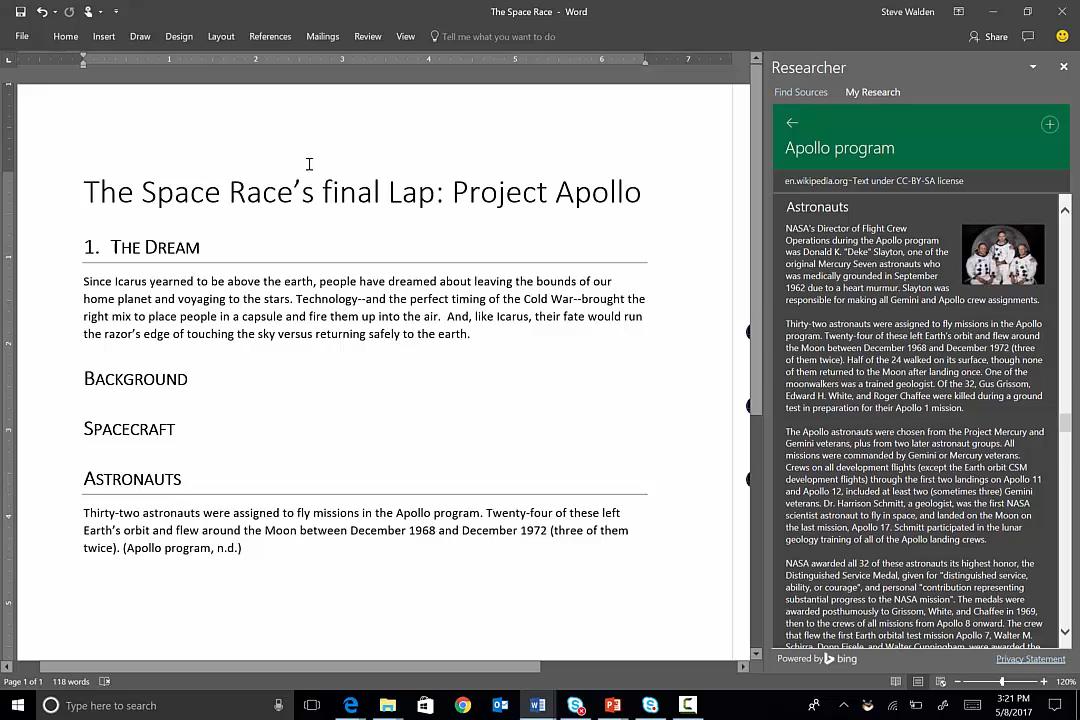 The Space Race - Word
Steve Walden
File Home Insert Draw Design Layout References Mailings Review View Tell me what you want to do Share
1 2 3 4 5 6 7
Researcher
Find Sources My Research
Apollo program
en.wikipedia.org-Text under CC-BY-SA license
The Space Race’s final Lap: Project Apollo
1. THE DREAM
Since Icarus yearned to be above the earth, people have dreamed about leaving the bounds of our
home planet and voyaging to the stars. Technology--and the perfect timing of the Cold War--brought the
right mix to place people in a capsule and fire them up into the air. And, like Icarus, their fate would run
the razor’s edge of touching the sky versus returning safely to the earth.
BACKGROUND
SPACECRAFT
ASTRONAUTS
Thirty-two astronauts were assigned to fly missions in the Apollo program. Twenty-four of these left
Earth’s orbit and flew around the Moon between December 1968 and December 1972 (three of them
twice). (Apollo program, n.d.)
Astronauts
NASA's Director of Flight Crew
Operations during the Apollo program
was Donald K. "Deke" Slayton, one of the
original Mercury Seven astronauts who
was medically grounded in September
1962 due to a heart murmur. Slayton was
responsible for making all Gemini and Apollo crew assignments.
Thirty-two astronauts were assigned to fly missions in the Apollo
program. Twenty-four of these left Earth's orbit and flew around
the Moon between December 1968 and December 1972 (three
of them twice). Half of the 24 walked on its surface, though none
of them returned to the Moon after landing once. One of the
moonwalkers was a trained geologist. Of the 32, Gus Grissom,
Edward H. White, and Roger Chaffee were killed during a ground
test in preparation for their Apollo 1 mission.
The Apollo astronauts were chosen from the Project Mercury and
Gemini veterans, plus from two later astronaut groups. All
missions were commanded by Gemini or Mercury veterans.
Crews on all development flights (except the Earth orbit CSM
development flights) through the first two landings on Apollo 11
and Apollo 12, included at least two (sometimes three) Gemini
veterans. Dr. Harrison Schmitt, a geologist, was the first NASA
scientist astronaut to fly in space, and landed on the Moon on
the last mission, Apollo 17. Schmitt participated in the lunar
geology training of all of the Apollo landing crews.
NASA awarded all 32 of these astronauts its highest honor, the
Distinguished Service Medal, given for "distinguished service,
ability, or courage", and personal "contribution representing
substantial progress to the NASA mission". The medals were
awarded posthumously to Grissom, White, and Chaffee in 1969,
then to the crews of all missions from Apollo 8 onward. The crew
that flew the first Earth orbital test mission Apollo 7, Walter M.
Schirra, Donn Eisele, and Walter Cunningham, were awarded the
Powered by bing Privacy Statement
Page 1 of 1 118 words 120%
Type here to search
3:21 PM
5/8/2017